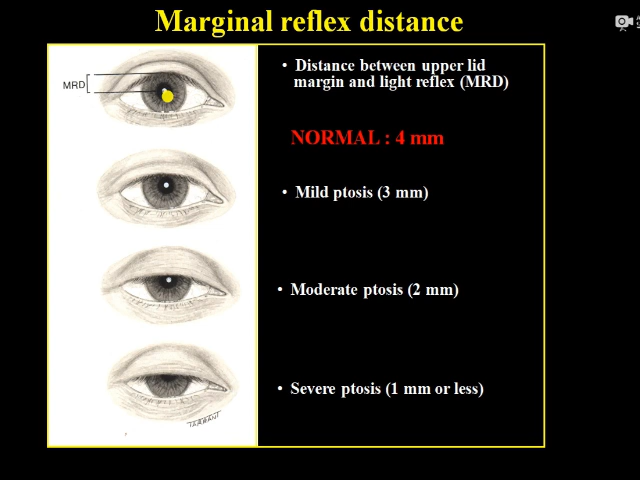 Marginal reflex distance
MRD
• Distance between upper lid
margin and light reflex (MRD)
NORMAL : 4 mm
• Mild ptosis (3 mm)
• Moderate ptosis (2 mm)
• Severe ptosis (1 mm or less)
TARRANT